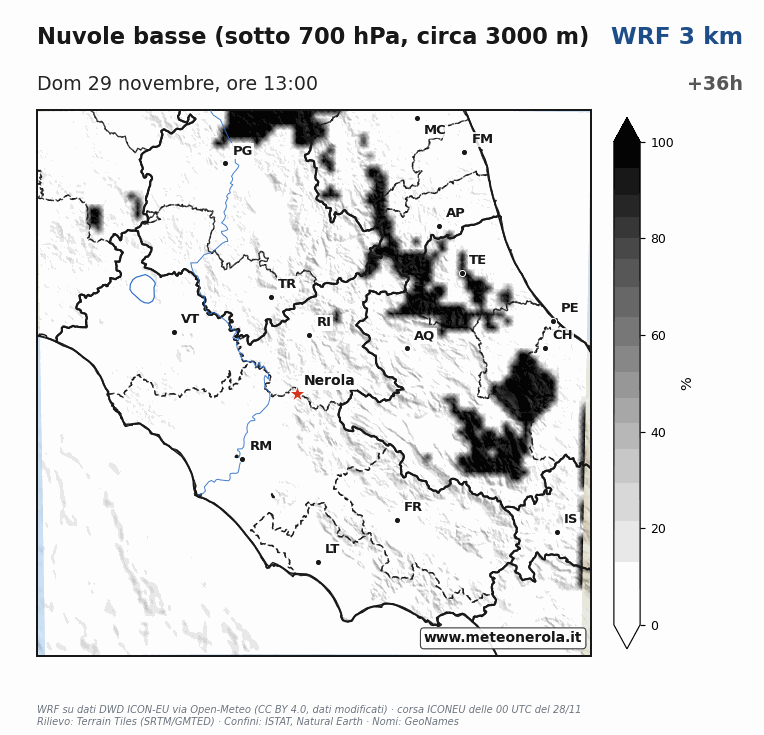 Nuvole basse (sotto 700 hPa, circa 3000 m) WRF 3 km
Dom 29 novembre, ore 13:00 +36h
MC
FM
PG
AP
TE
TR
PE
VT
RI
AQ
CH
Nerola
RM
FR
IS
LT
www.meteonerola.it
100
80
60
40
20
0
%
WRF su dati DWD ICON-EU via Open-Meteo (CC BY 4.0, dati modificati) · corsa ICONEU delle 00 UTC del 28/11
Rilievo: Terrain Tiles (SRTM/GMTED) · Confini: ISTAT, Natural Earth · Nomi: GeoNames